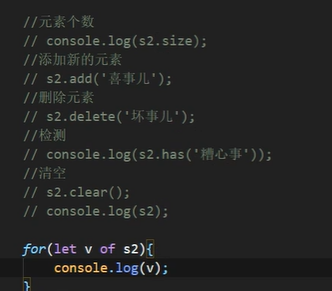 //元素个数
// console.log(s2.size);
//添加新的元素
// s2.add('喜事儿');
//删除元素
// s2.delete('坏事儿');
//检测
// console.log(s2.has('糟心事'));
//清空
// s2.clear();
// console.log(s2);
for(let v of s2){
console.log(v);
}